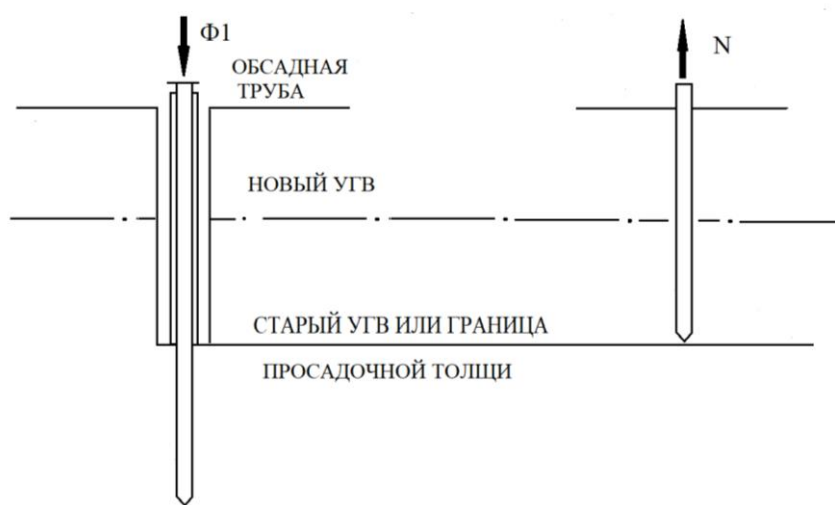 Ф1
N
ОБСАДНАЯ
ТРУБА
НОВЫЙ УГВ
СТАРЫЙ УГВ ИЛИ ГРАНИЦА
ПРОСАДОЧНОЙ ТОЛЩИ